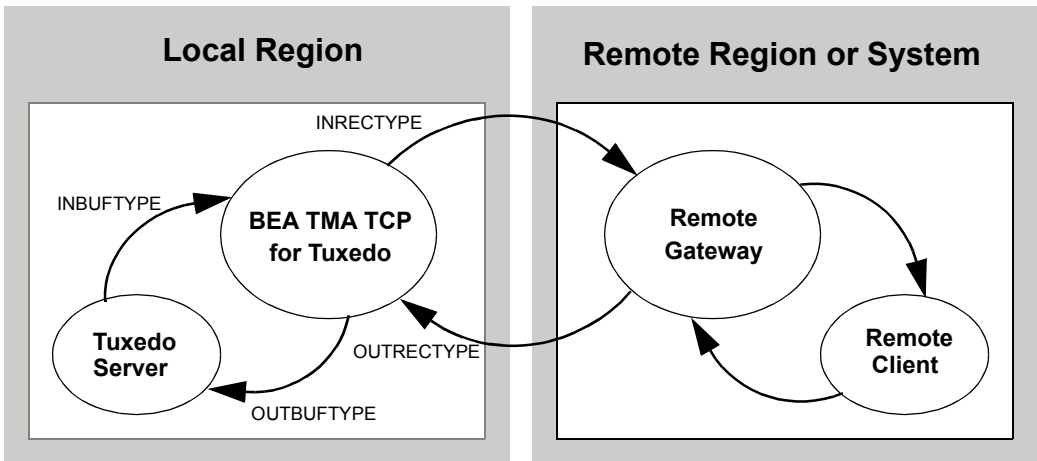 Local Region
Remote Region or System
INRECTYPE
INBUFTYPE
BEA TMA TCP
for Tuxedo
Remote
Gateway
Tuxedo
Server
OUTRECTYPE
Remote
Client
OUTBUFTYPE